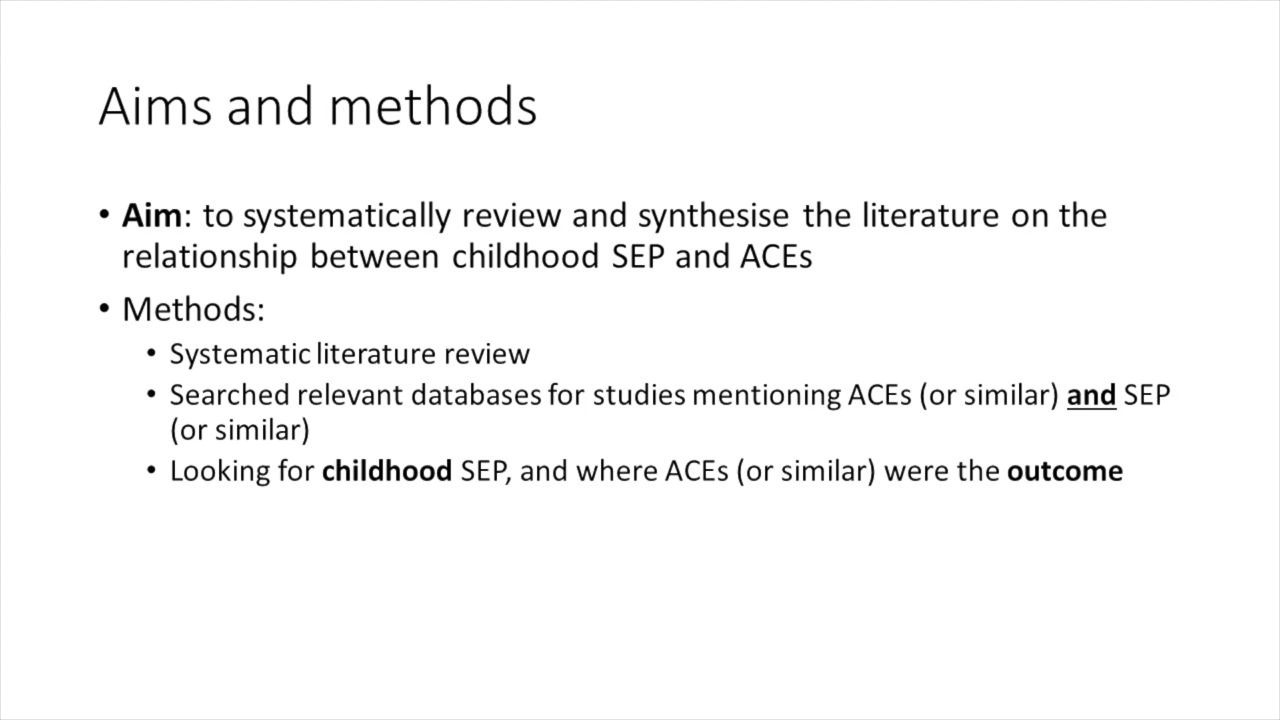 Aims and methods
• Aim: to systematically review and synthesise the literature on the
relationship between childhood SEP and ACEs
• Methods:
• Systematic literature review
• Searched relevant databases for studies mentioning ACEs (or similar) and SEP
(or similar)
• Looking for childhood SEP, and where ACEs (or similar) were the outcome